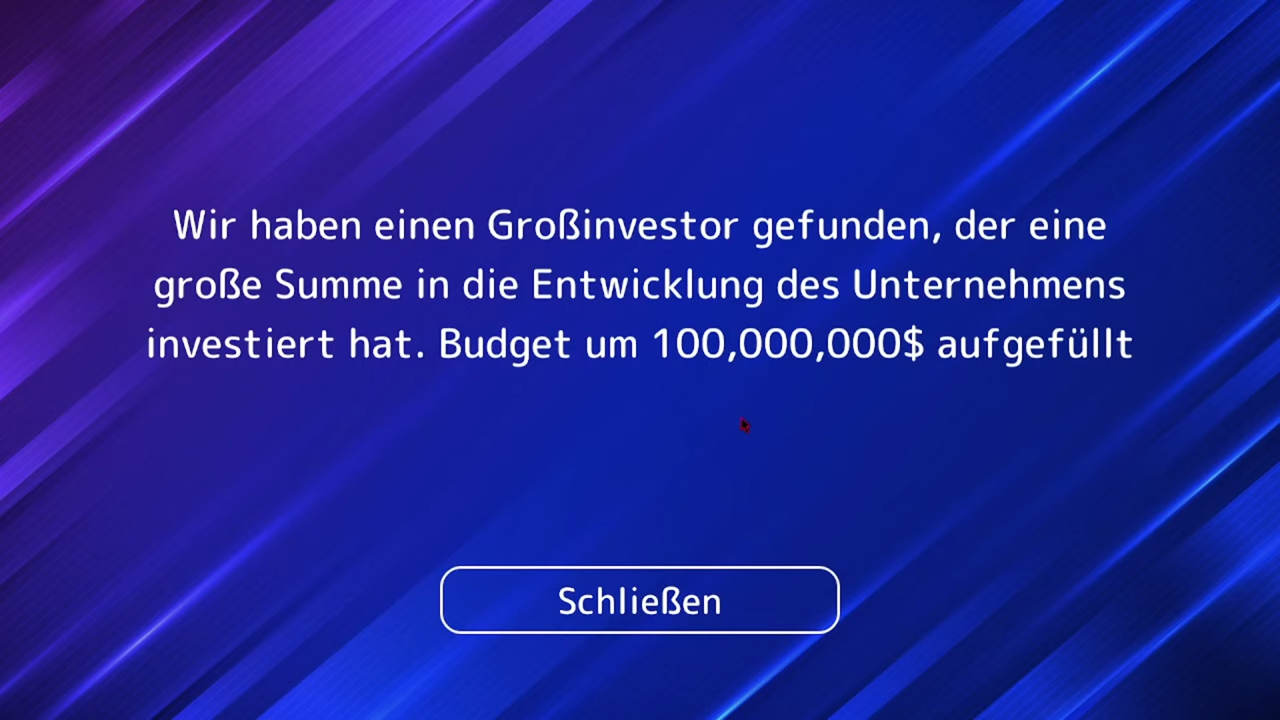 Wir haben einen Großinvestor gefunden, der eine
große Summe in die Entwicklung des Unternehmens
investiert hat. Budget um 100,000,000$ aufgefüllt
Schließen